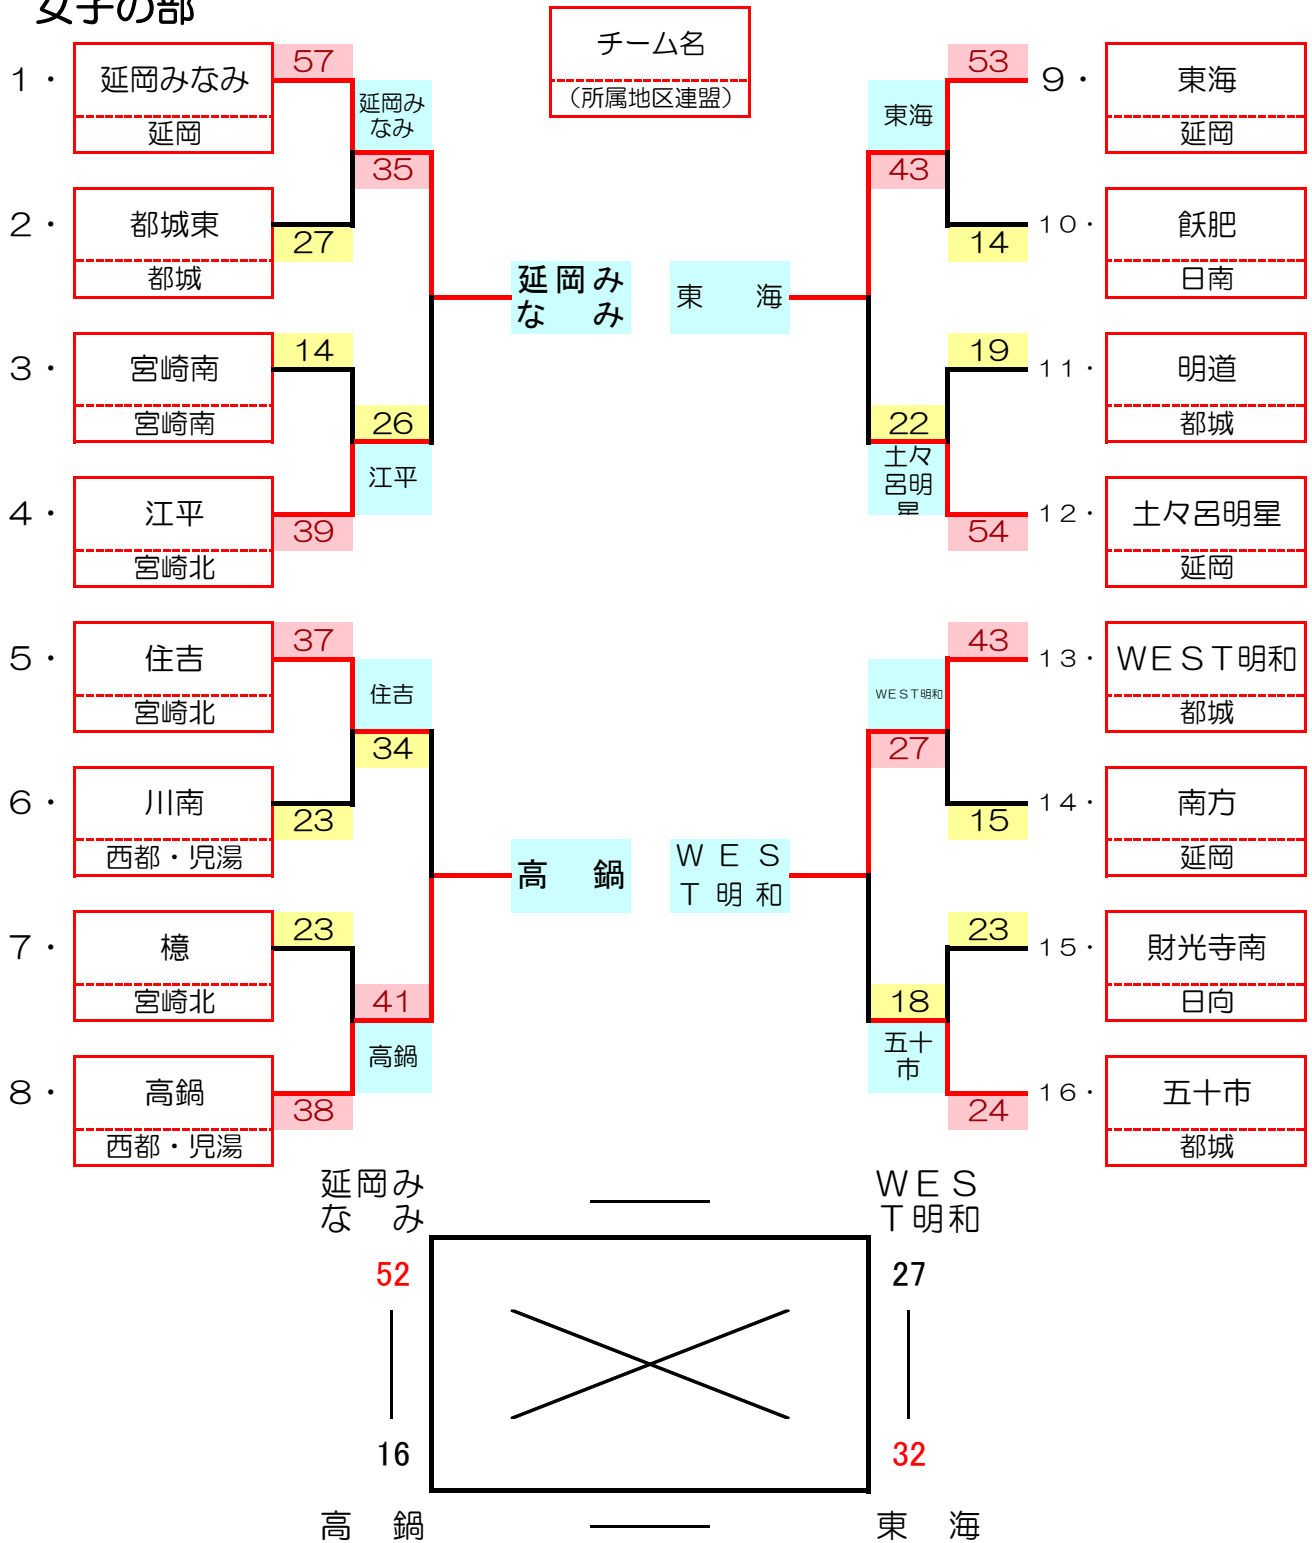 女子の部
チーム名
（所属地区連盟）
1・
延岡みなみ
延岡
57
延岡み
なみ
35
2・
都城東
都城
27
3・
宮崎南
宮崎南
14
26
江平
4・
江平
宮崎北
39
延岡み
なみ
5・
住吉
宮崎北
37
住吉
34
6・
川南
西都・児湯
23
7・
檍
宮崎北
23
41
高鍋
8・
高鍋
西都・児湯
38
高鍋
53
9・
東海
延岡
東海
43
14
10・
飫肥
日南
東海
19
11・
明道
都城
22
土々
呂明
星
54
12・
土々呂明星
延岡
43
13・
WEST明和
都城
WEST明和
27
15
14・
南方
延岡
WES
T明和
23
15・
財光寺南
日向
18
五十
市
24
16・
五十市
都城
延岡み
なみ
WES
T明和
52
27
16
32
高鍋
東海